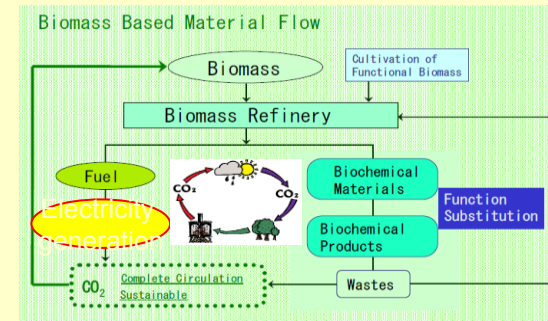 Biomass Based Material Flow
Biomass
Cultivation of
Functional Biomass
Biomass Refinery
Fuel
Electricity
generation
CO₂
CO₂
Biochemical
Materials
Function
Substitution
Biochemical
Products
CO₂
Complete Circulation
Sustainable
Wastes